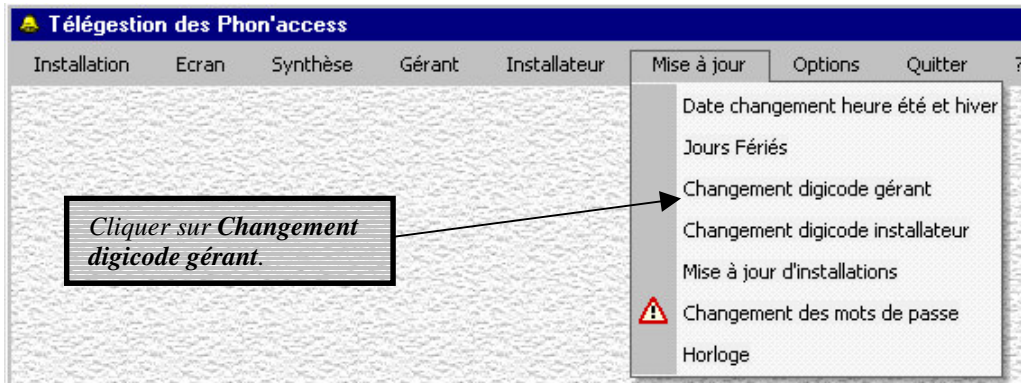 Télégestion des Phon'access
Installation Ecran Synthèse Gérant Installateur Mise à jour Options Quitter ?
Date changement heure été et hiver
Jours Fériés
Changement digicode gérant
Changement digicode installateur
Mise à jour d'installations
Changement des mots de passe
Horloge
Cliquer sur Changement
digicode gérant.